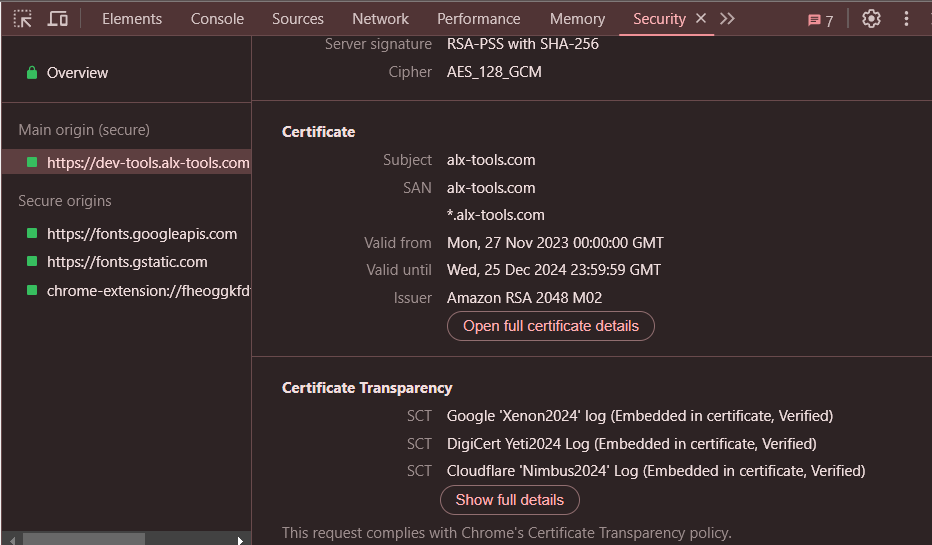 Elements Console Sources Network Performance Memory Security 7
Overview
Main origin (secure)
https://dev-tools.alx-tools.com
Secure origins
https://fonts.googleapis.com
https://fonts.gstatic.com
chrome-extension://fheoggkfdf
Server signature RSA-PSS with SHA-256
Cipher AES_128_GCM
Certificate
Subject alx-tools.com
SAN alx-tools.com
*.alx-tools.com
Valid from Mon, 27 Nov 2023 00:00:00 GMT
Valid until Wed, 25 Dec 2024 23:59:59 GMT
Issuer Amazon RSA 2048 M02
Open full certificate details
Certificate Transparency
SCT Google 'Xenon2024' log (Embedded in certificate, Verified)
SCT DigiCert Yeti2024 Log (Embedded in certificate, Verified)
SCT Cloudflare 'Nimbus2024' Log (Embedded in certificate, Verified)
Show full details
This request complies with Chrome's Certificate Transparency policy.